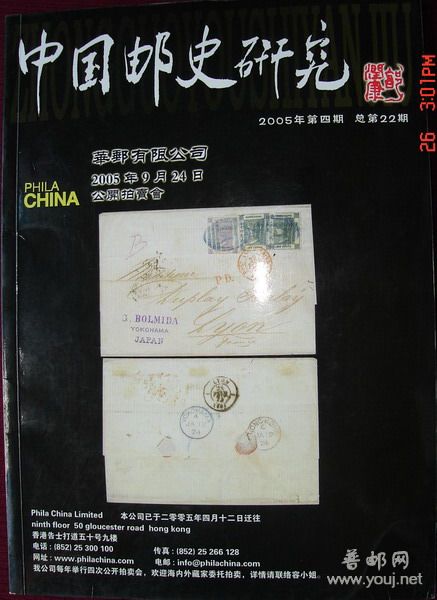 中国邮史研究
2005年第四期 总第22期
華郵有限公司
2005年9月24日
公開拍賣會
PHILA
CHINA
P.D.
Lyon
G. BOLMIDA
YOKOHAMA
JAPAN
LYON
HONG KONG
Phila China Limited 本公司已于二零零五年四月十二日迁往
ninth floor 50 gloucester road hong kong
香港告士打道五十号九楼
电话 : (852) 25 300 100 传真 : (852) 25 266 128
网址 : www.philachina.com 电邮 : info@philachina.com
我公司每年举行四次公开拍卖会，欢迎海内外藏家委托拍卖，详情请联络容小姐。
26 3:01PM
普邮网
www.youj.net